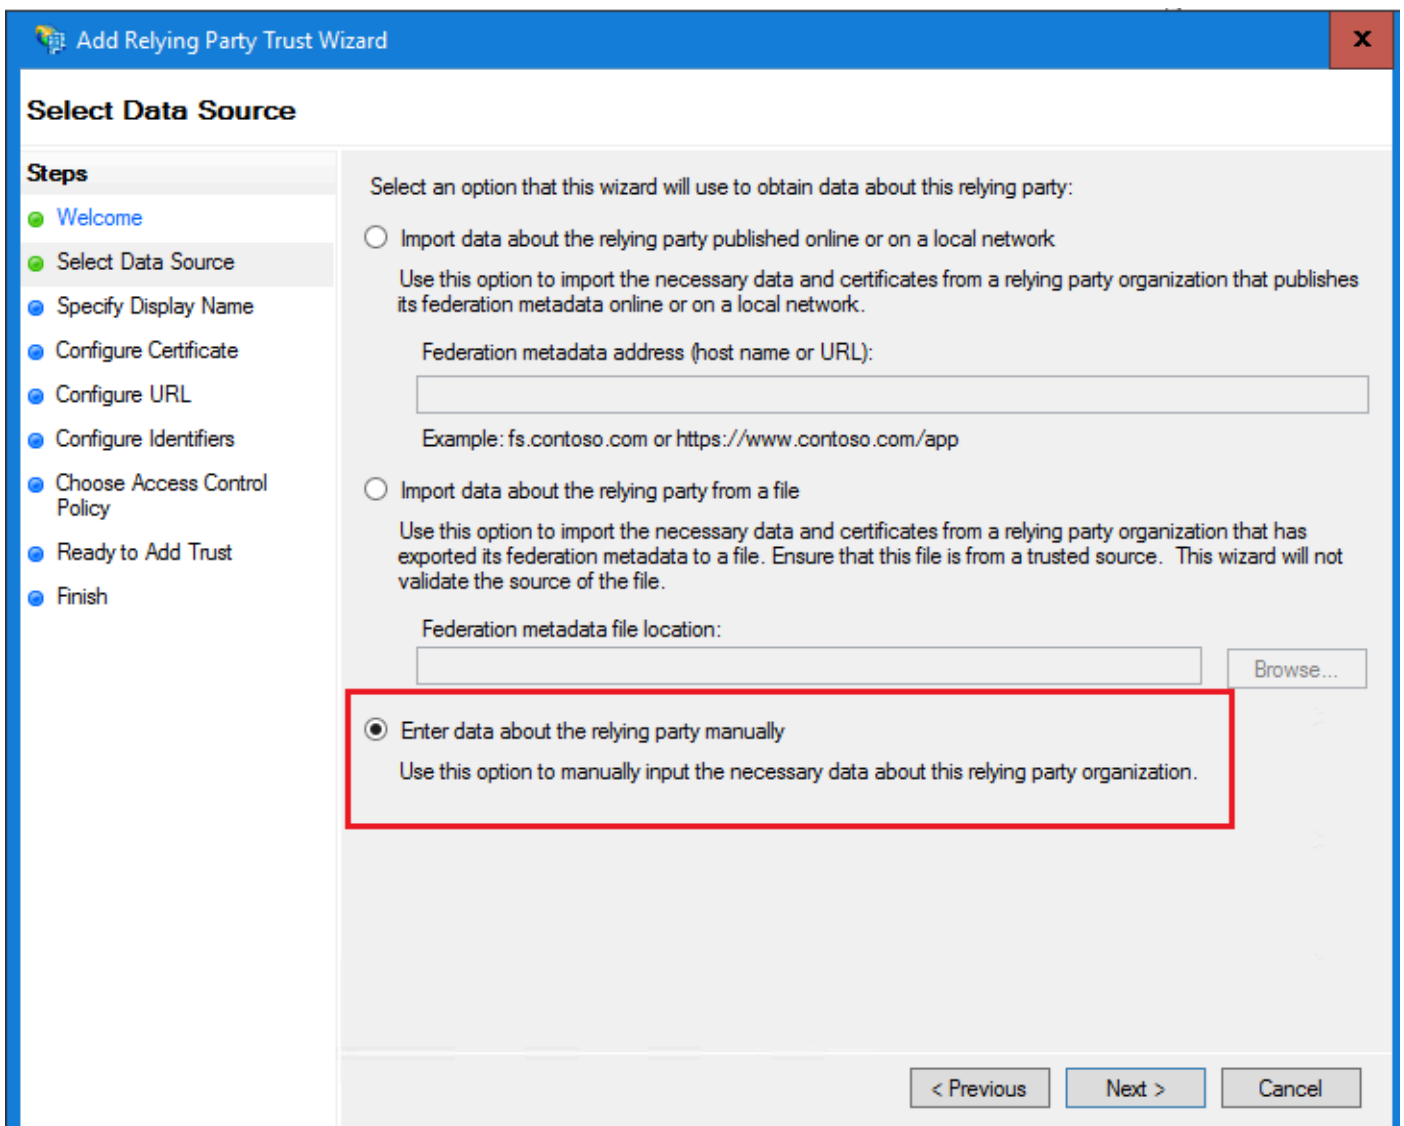 Add Relying Party Trust Wizard
X
Select Data Source
Steps
Welcome
Select Data Source
Specify Display Name
Configure Certificate
Configure URL
Configure Identifiers
Choose Access Control
Policy
Ready to Add Trust
Finish
Select an option that this wizard will use to obtain data about this relying party:
Import data about the relying party published online or on a local network
Use this option to import the necessary data and certificates from a relying party organization that publishes
its federation metadata online or on a local network.
Federation metadata address (host name or URL):
Example: fs.contoso.com or https://www.contoso.com/app
Import data about the relying party from a file
Use this option to import the necessary data and certificates from a relying party organization that has
exported its federation metadata to a file. Ensure that this file is from a trusted source.  This wizard will not
validate the source of the file.
Federation metadata file location:
Browse...
Enter data about the relying party manually
Use this option to manually input the necessary data about this relying party organization.
< Previous
Next >
Cancel